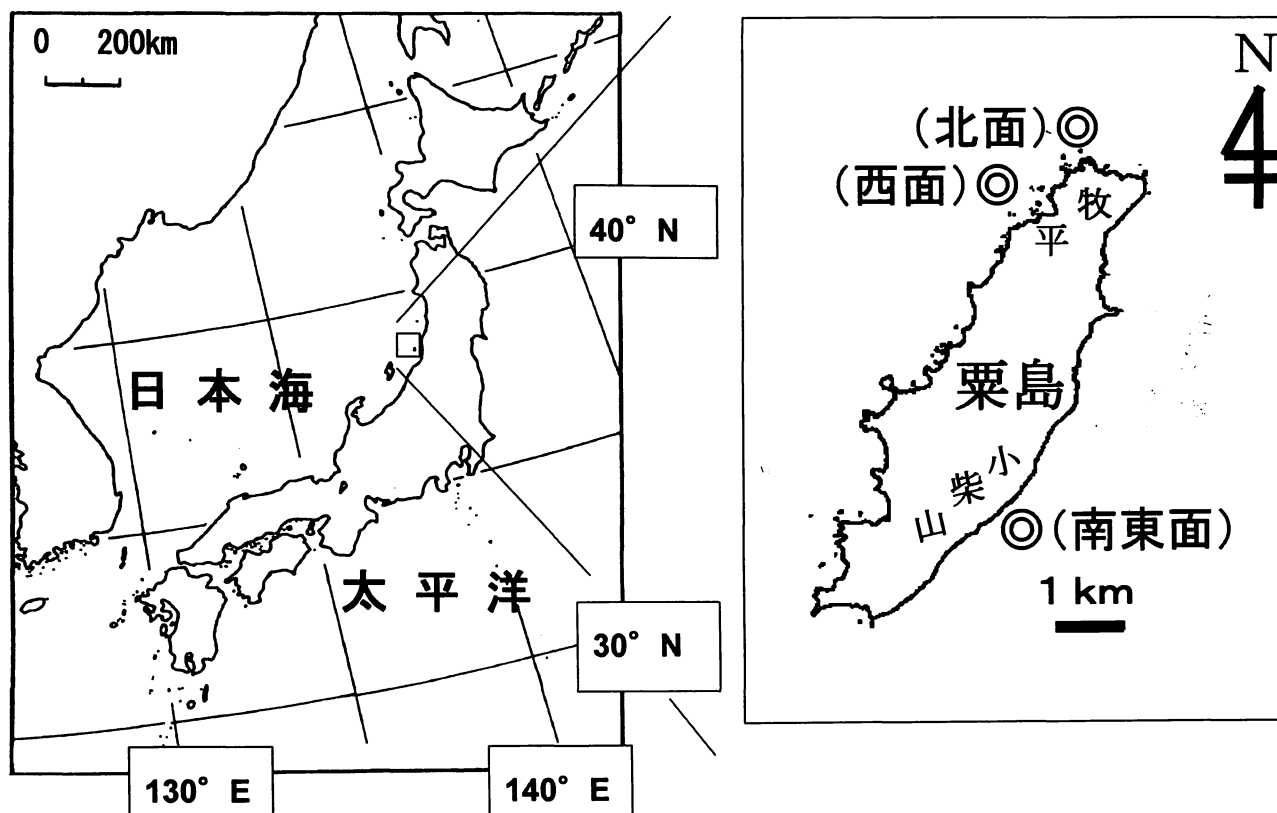 0 200km
40° N
日本海
太平洋
30° N
130° E
140° E
N
(北面)
(西面)
牧
平
粟島
小
柴
山
(南東面)
1 km